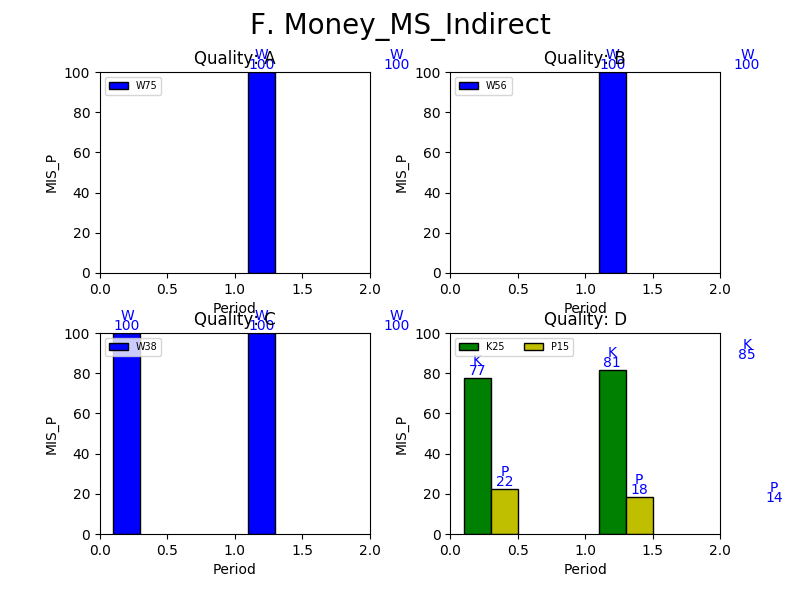 F. Money_MS_Indirect
Quality: A
W
100
W
100
W75
MIS_P
100
80
60
40
20
0
0.0 0.5 1.0 1.5 2.0
Period
Quality: B
W
100
W
100
W56
MIS_P
100
80
60
40
20
0
0.0 0.5 1.0 1.5 2.0
Period
Quality: C
W
100
W
100
W
100
W38
MIS_P
100
80
60
40
20
0
0.0 0.5 1.0 1.5 2.0
Period
Quality: D
K25 P15
K
77
P
22
K
81
P
18
K
85
P
14
MIS_P
100
80
60
40
20
0
0.0 0.5 1.0 1.5 2.0
Period